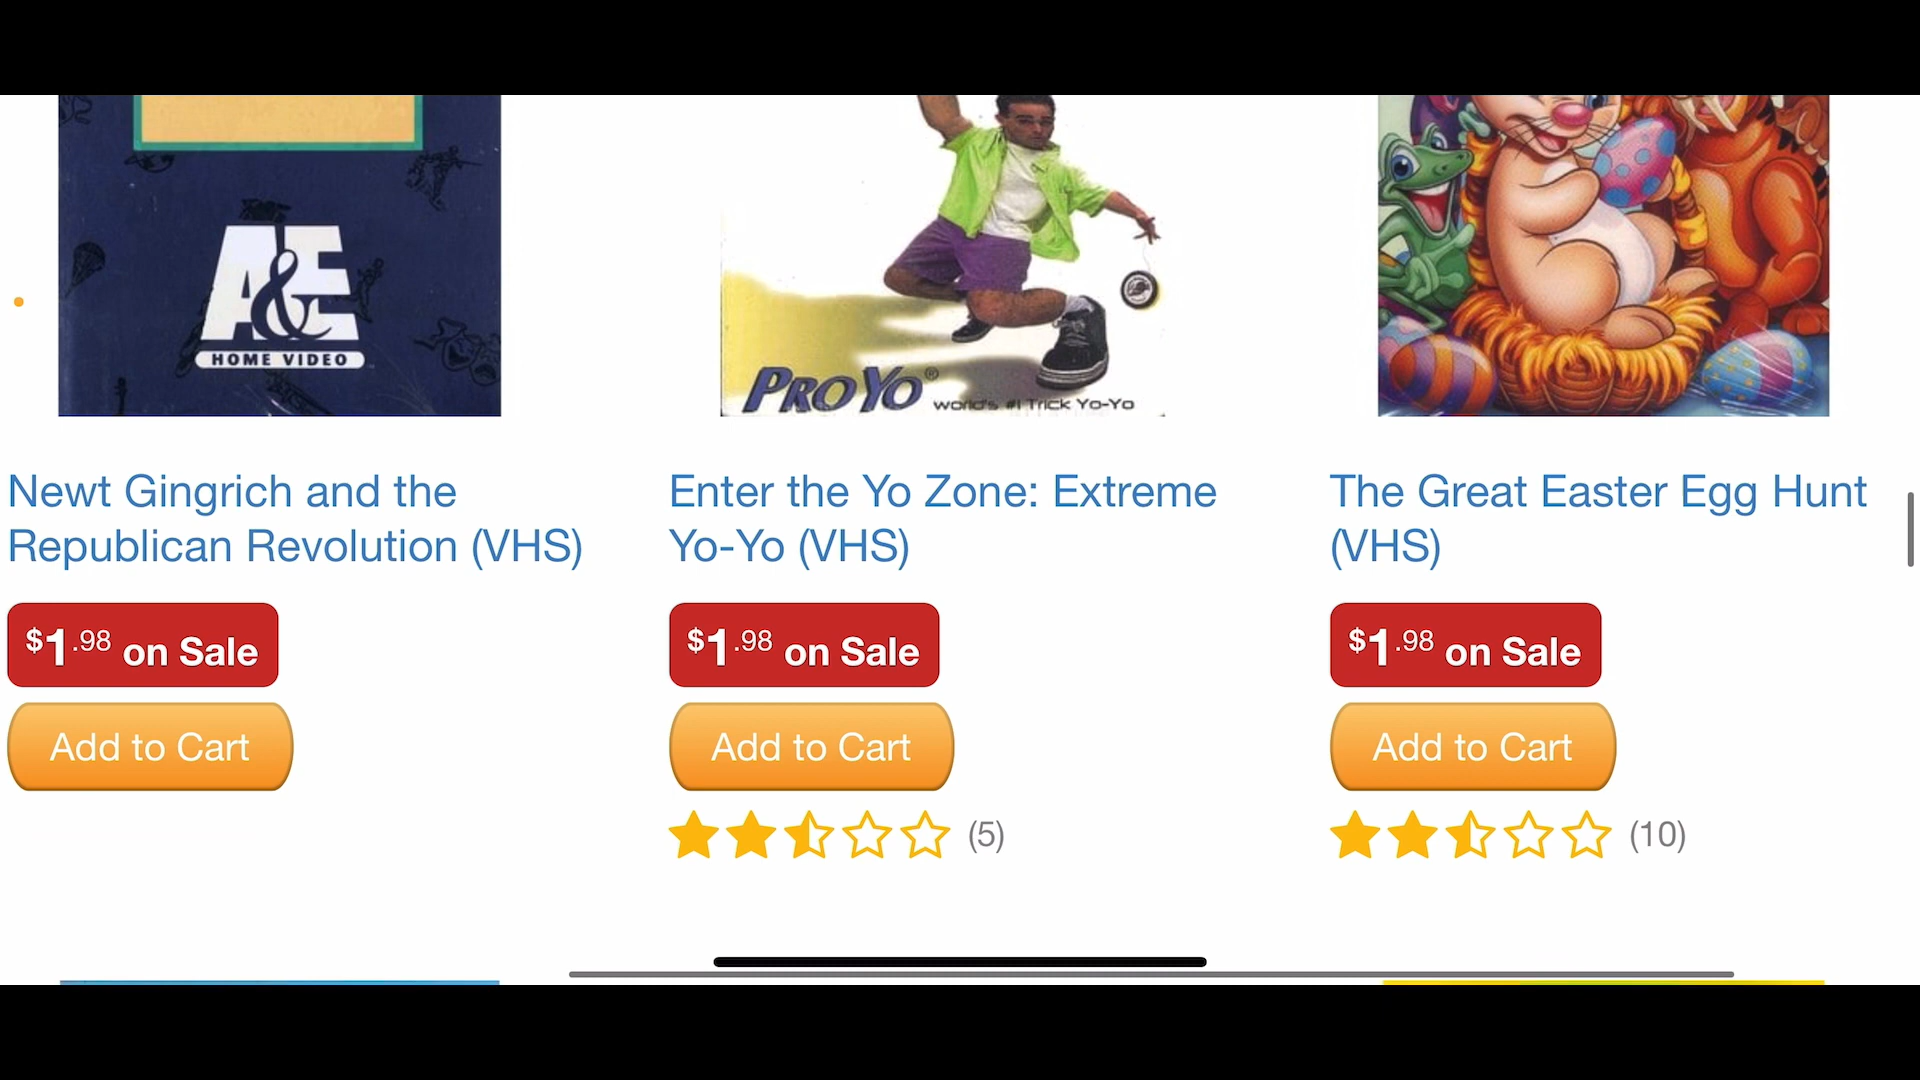 A&E
HOME VIDEO
PROYO®
world's #1 Trick Yo-Yo
Newt Gingrich and the
Republican Revolution (VHS)
$1.98 on Sale
Add to Cart
Enter the Yo Zone: Extreme
Yo-Yo (VHS)
$1.98 on Sale
Add to Cart
(5)
The Great Easter Egg Hunt
(VHS)
$1.98 on Sale
Add to Cart
(10)